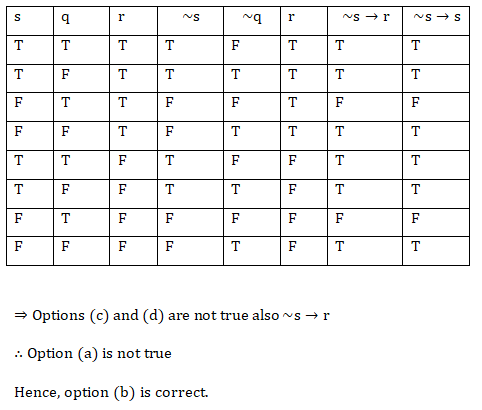 s q r ~s ~q r ~s → r ~s → s
T T T T F T T T
T F T T T T T T
F T T F F T F F
F F T F T T T T
T T F T F F T T
T F F T T F T T
F T F F F F F F
F F F F T F T T
⇒ Options (c) and (d) are not true also ~s → r
∴ Option (a) is not true
Hence, option (b) is correct.